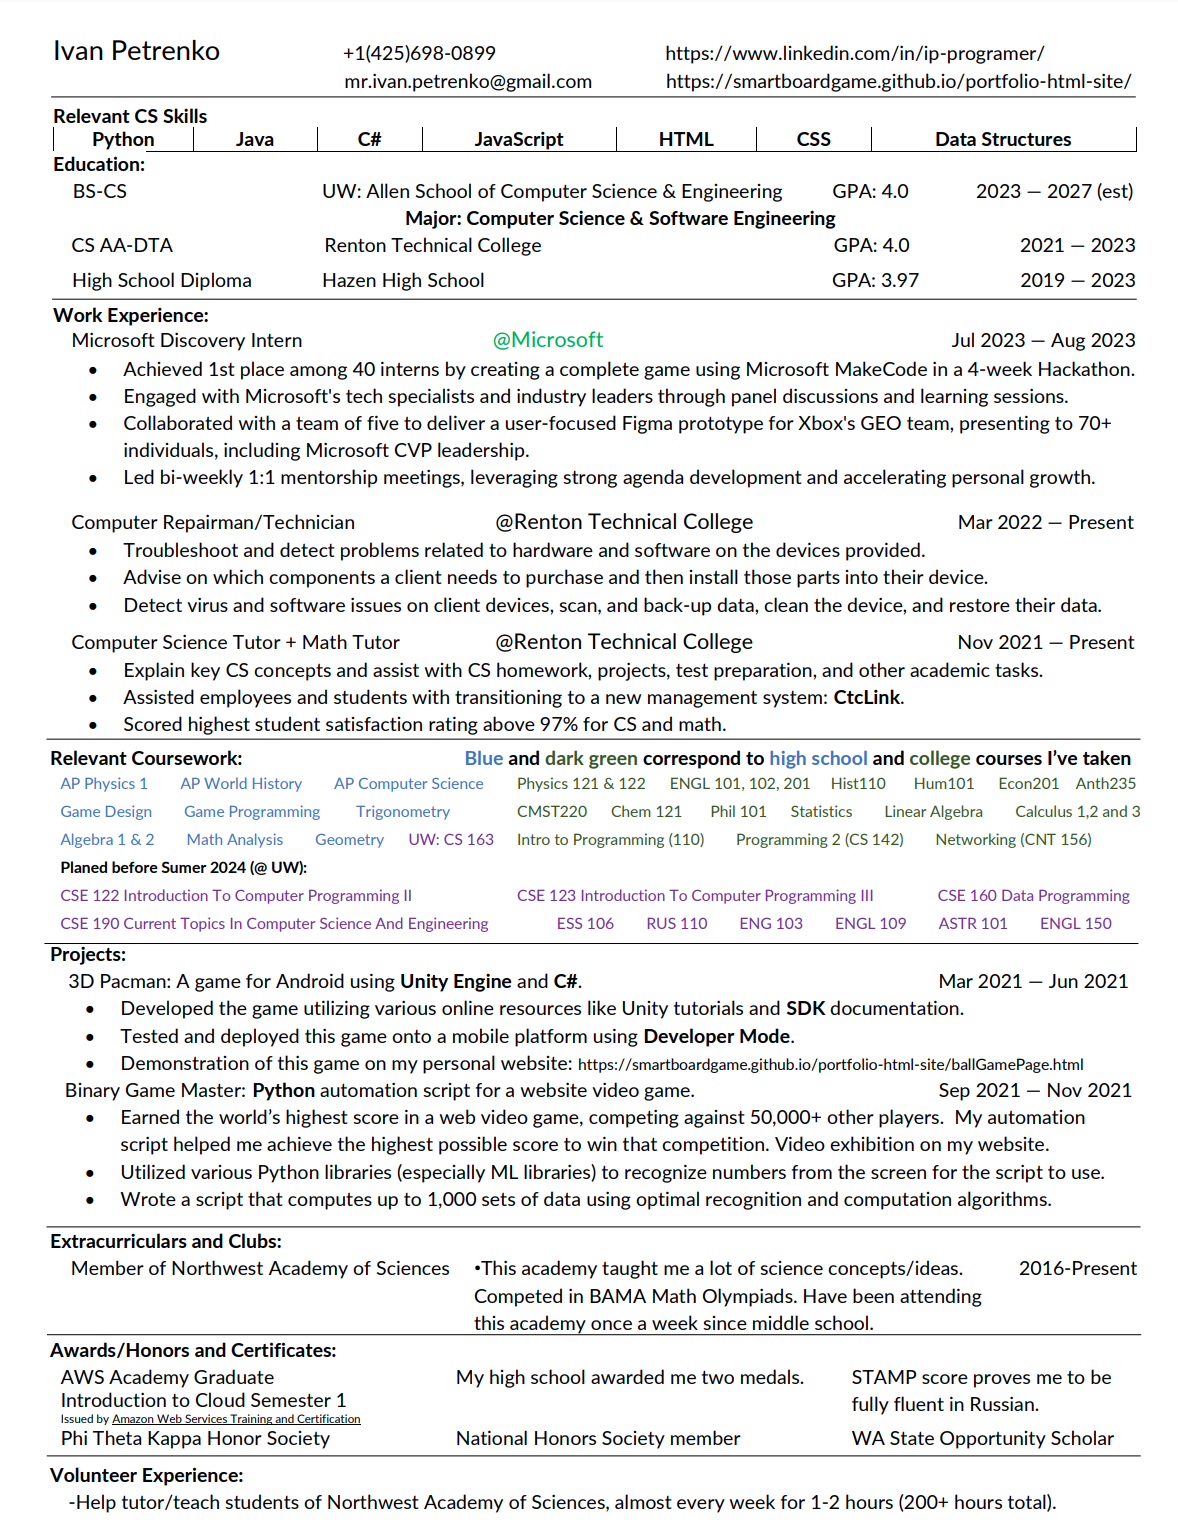 Ivan Petrenko +1(425)698-0899 https://www.linkedin.com/in/ip-programer/
mr.ivan.petrenko@gmail.com https://smartboardgame.github.io/portfolio-html-site/
Relevant CS Skills
Python Java C# JavaScript HTML CSS Data Structures
Education:
BS-CS UW: Allen School of Computer Science & Engineering GPA: 4.0 2023 — 2027 (est)
Major: Computer Science & Software Engineering
CS AA-DTA Renton Technical College GPA: 4.0 2021 — 2023
High School Diploma Hazen High School GPA: 3.97 2019 — 2023
Work Experience:
Microsoft Discovery Intern @Microsoft Jul 2023 — Aug 2023
• Achieved 1st place among 40 interns by creating a complete game using Microsoft MakeCode in a 4-week Hackathon.
• Engaged with Microsoft's tech specialists and industry leaders through panel discussions and learning sessions.
• Collaborated with a team of five to deliver a user-focused Figma prototype for Xbox's GEO team, presenting to 70+
individuals, including Microsoft CVP leadership.
• Led bi-weekly 1:1 mentorship meetings, leveraging strong agenda development and accelerating personal growth.
Computer Repairman/Technician @Renton Technical College Mar 2022 — Present
• Troubleshoot and detect problems related to hardware and software on the devices provided.
• Advise on which components a client needs to purchase and then install those parts into their device.
• Detect virus and software issues on client devices, scan, and back-up data, clean the device, and restore their data.
Computer Science Tutor + Math Tutor @Renton Technical College Nov 2021 — Present
• Explain key CS concepts and assist with CS homework, projects, test preparation, and other academic tasks.
• Assisted employees and students with transitioning to a new management system: CtcLink.
• Scored highest student satisfaction rating above 97% for CS and math.
Relevant Coursework: Blue and dark green correspond to high school and college courses I've taken
AP Physics 1 AP World History AP Computer Science Physics 121 & 122 ENGL 101, 102, 201 Hist110 Hum101 Econ201 Anth235
Game Design Game Programming Trigonometry CMST220 Chem 121 Phil 101 Statistics Linear Algebra Calculus 1,2 and 3
Algebra 1 & 2 Math Analysis Geometry UW: CS 163 Intro to Programming (110) Programming 2 (CS 142) Networking (CNT 156)
Planed before Sumer 2024 (@ UW):
CSE 122 Introduction To Computer Programming II CSE 123 Introduction To Computer Programming III CSE 160 Data Programming
CSE 190 Current Topics In Computer Science And Engineering ESS 106 RUS 110 ENG 103 ENGL 109 ASTR 101 ENGL 150
Projects:
3D Pacman: A game for Android using Unity Engine and C#. Mar 2021 — Jun 2021
• Developed the game utilizing various online resources like Unity tutorials and SDK documentation.
• Tested and deployed this game onto a mobile platform using Developer Mode.
• Demonstration of this game on my personal website: https://smartboardgame.github.io/portfolio-html-site/ballGamePage.html
Binary Game Master: Python automation script for a website video game. Sep 2021 — Nov 2021
• Earned the world's highest score in a web video game, competing against 50,000+ other players. My automation
script helped me achieve the highest possible score to win that competition. Video exhibition on my website.
• Utilized various Python libraries (especially ML libraries) to recognize numbers from the screen for the script to use.
• Wrote a script that computes up to 1,000 sets of data using optimal recognition and computation algorithms.
Extracurriculars and Clubs:
Member of Northwest Academy of Sciences •This academy taught me a lot of science concepts/ideas. 2016-Present
Competed in BAMA Math Olympiads. Have been attending
this academy once a week since middle school.
Awards/Honors and Certificates:
AWS Academy Graduate My high school awarded me two medals. STAMP score proves me to be
Introduction to Cloud Semester 1 fully fluent in Russian.
Issued by Amazon Web Services Training and Certification
Phi Theta Kappa Honor Society National Honors Society member WA State Opportunity Scholar
Volunteer Experience:
-Help tutor/teach students of Northwest Academy of Sciences, almost every week for 1-2 hours (200+ hours total).